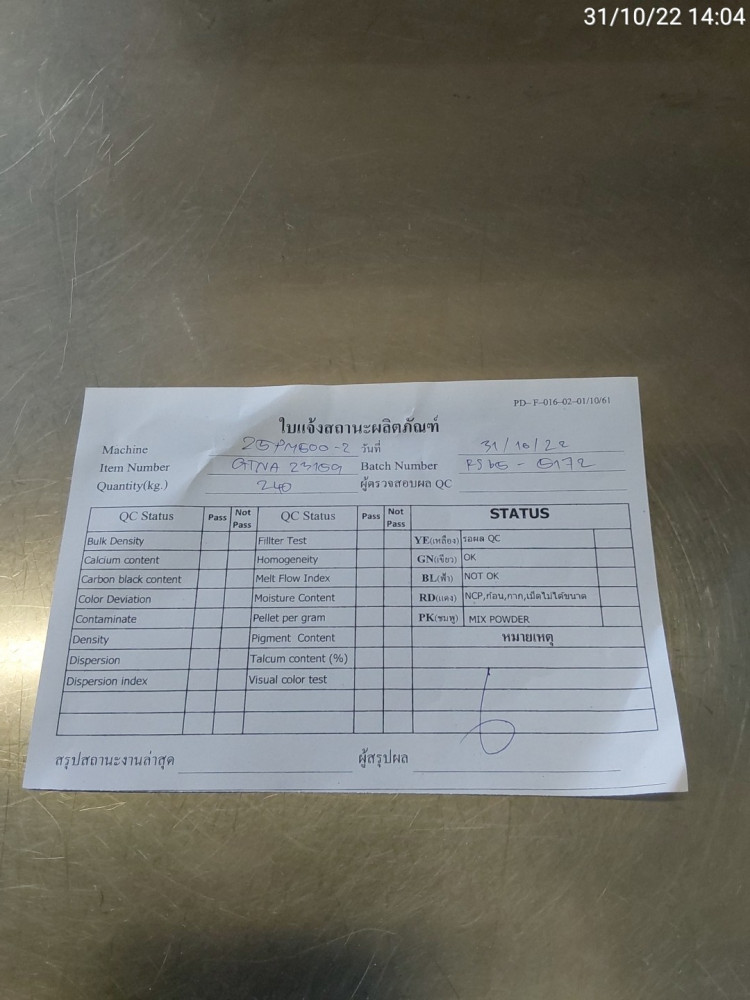 31/10/22 14:04
PD-F-016-02-01/10/61
ใบแจ้งสถานะผลิตภัณฑ์
Machine 25PM500-2 วันที่ 31/10/22
Item Number GTNA 23159 Batch Number
Quantity(kg.) 240 ผู้ตรวจสอบผล QC
QC Status Pass Not Pass QC Status Pass Not Pass STATUS
Bulk Density Fillter Test YE(เหลือง) รอผล QC
Calcium content Homogeneity GN(เขียว) OK
Carbon black content Melt Flow Index BL(ฟ้า) NOT OK
Color Deviation Moisture Content RD(แดง) NCP,ก้อน,กาก,เม็ดไม่ได้ขนาด
Contaminate Pellet per gram PK(ชมพู) MIX POWDER
Density Pigment Content หมายเหตุ
Dispersion Talcum content (%)
Dispersion index Visual color test
สรุปสถานะงานล่าสุด ผู้สรุปผล